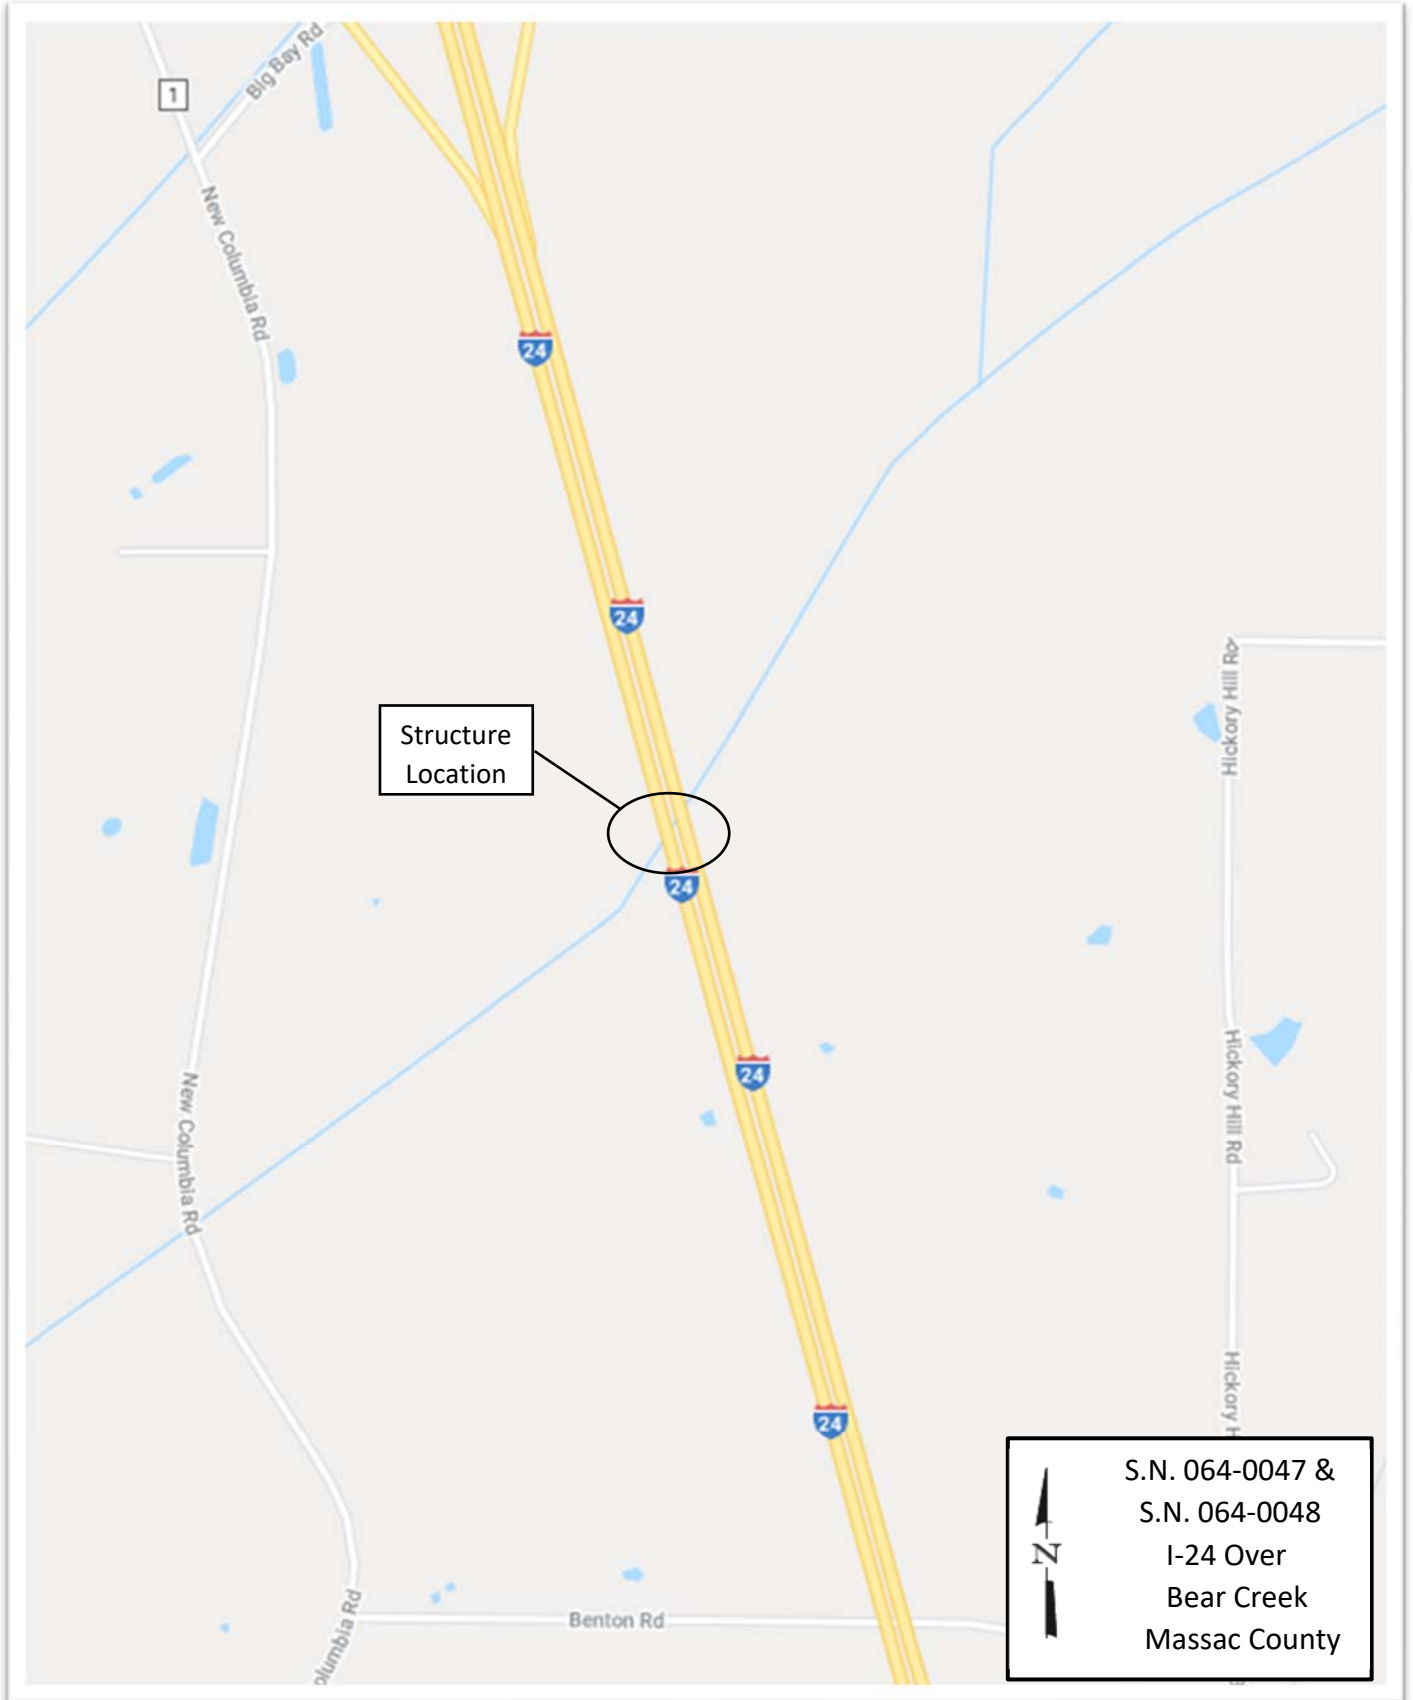 Big Bay Rd
1
New Columbia Rd
24
24
Hickory Hill Rd
Structure
Location
24
Hickory Hill Rd
24
New Columbia Rd
24
Hickory H
S.N. 064-0047 &
S.N. 064-0048
N
I-24 Over
Bear Creek
Massac County
olumbia Rd
Benton Rd